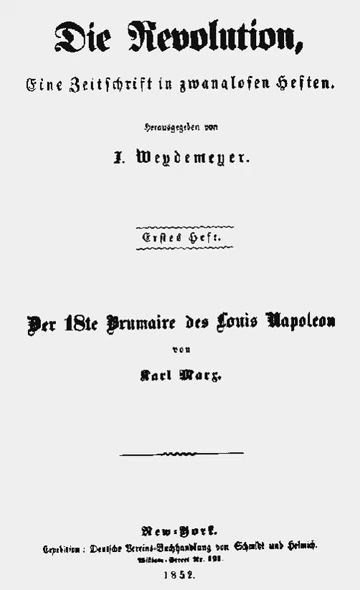 Die Revolution,
Eine Zeitschrift in zwanglosen Heften.
Herausgegeben von
J. Weydemeyer.
Erstes Heft.
Der 18te Brumaire des Louis Napoleon
von
Karl Marx.
New-York.
Expedition: Deutsche Vereins-Buchhandlung von Schmidt und Helmich.
William-Street Nr. 191.
1852.